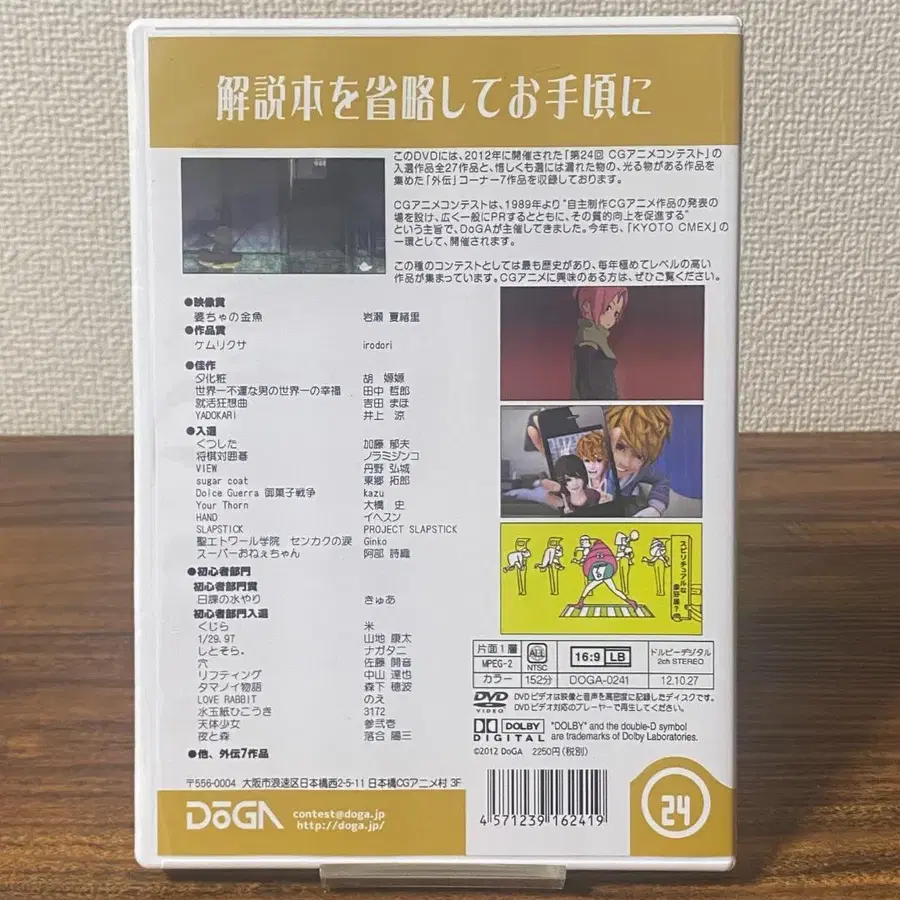 解説本を省略してお手頃に
このDVDには、2012年に開催された「第24回 CGアニメコンテスト」の
入選作品全27作品と、惜しくも選には漏れた物の、光る物がある作品を
集めた「外伝」コーナー7作品を収録しております。
CGアニメコンテストは、1989年より"自主制作CGアニメ作品の発表の
場を設け、広く一般にPRするとともに、その質的向上を促進する"
という主旨で、DoGAが主催してきました。今年も、「KYOTO CMEX」の
一環として、開催されます。
この種のコンテストとしては最も歴史があり、毎年極めてレベルの高い
作品が集まっています。CGアニメに興味のある方は、ぜひご覧ください。
●映像賞
婆ちゃの金魚 岩瀬 夏緒里
●作品賞
ケムリクサ irodori
●佳作
夕化粧 胡 嫄嫄
世界一不運な男の世界一の幸福 田中 哲郎
就活狂想曲 吉田 まほ
YADOKARI 井上 涼
●入選
くつした 加藤 郁夫
将棋対囲碁 ノラミジンコ
VIEW 丹野 弘城
sugar coat 東郷 拓郎
Dolce Guerra 御菓子戦争 kazu
Your Thorn 大橋 史
HAND イヘスン
SLAPSTICK PROJECT SLAPSTICK
聖エトワール学院 センカクの涙 Ginko
スーパーおねぇちゃん 阿部 詩織
●初心者部門
初心者部門賞
日課の水やり きゅあ
初心者部門入選
くじら 米
1/29.97 山地 康太
しとそら。 ナガタニ
穴 佐藤 開音
リフティング 中山 達也
タマノイ物語 森下 穂波
LOVE RABBIT のえ
水玉紙ひこうき 3172
天体少女 参弐壱
夜と森 落合 陽三
●他、外伝7作品
スピリチュアルな
象狂属?
片面1層
MPEG-2
カラー
ALL
NTSC
152分
16:9 LB
DOGA-0241
ドルビーデジタル
2ch STEREO
12.10.27
DVD VIDEO
DVDビデオは映像と音声を高密度に記録したディスクです。
DVDビデオ対応のプレーヤーで再生してください。
DOLBY
DIGITAL
"DOLBY" and the double-D symbol
are trademarks of Dolby Laboratories.
©2012 DoGA 2250円(税別)
〒556-0004 大阪市浪速区日本橋西2-5-11 日本橋CGアニメ村 3F
DōGA
contest@doga.jp
http://doga.jp/
4 571239 162419
24